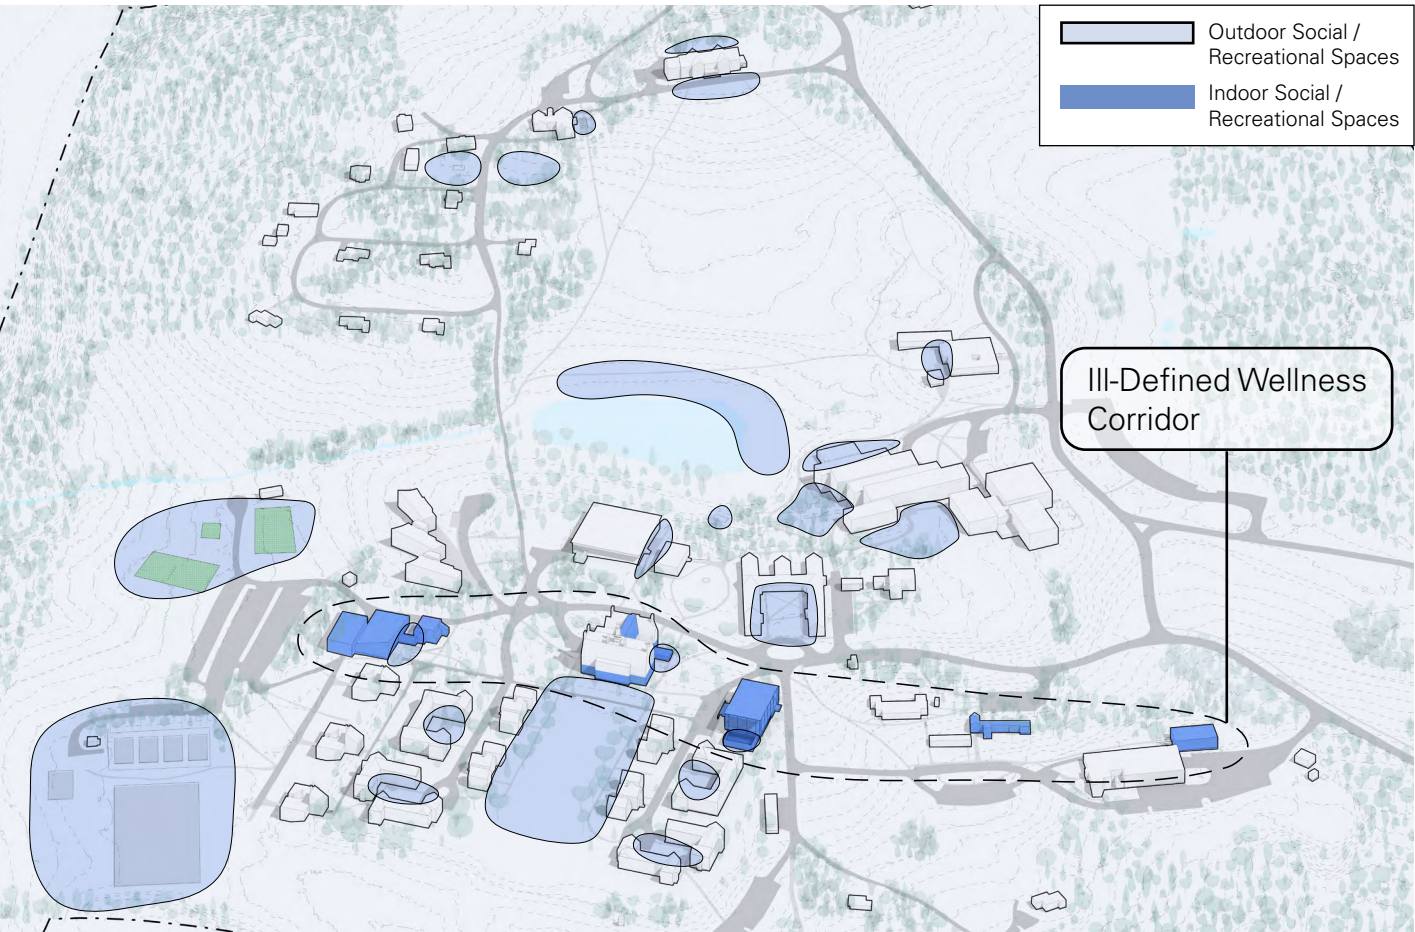 Outdoor Social /
Recreational Spaces
Indoor Social /
Recreational Spaces
Ill-Defined Wellness
Corridor